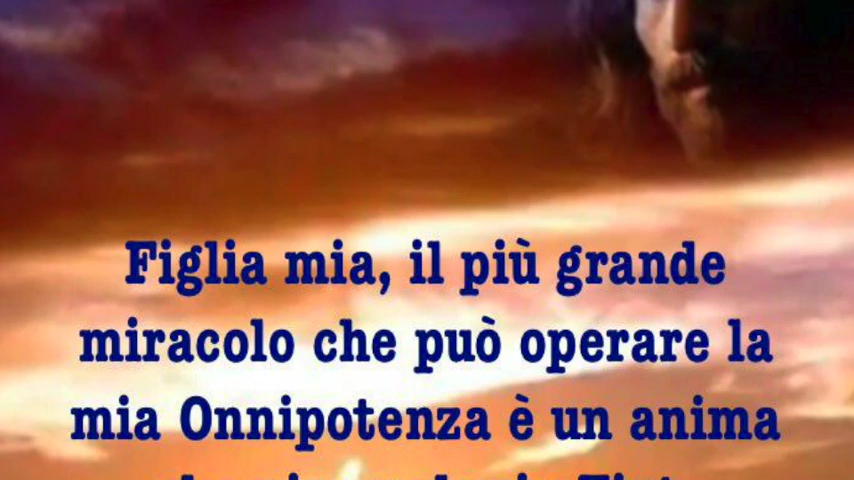 Figlia mia, il più grande
miracolo che può operare la
mia Onnipotenza è un anima